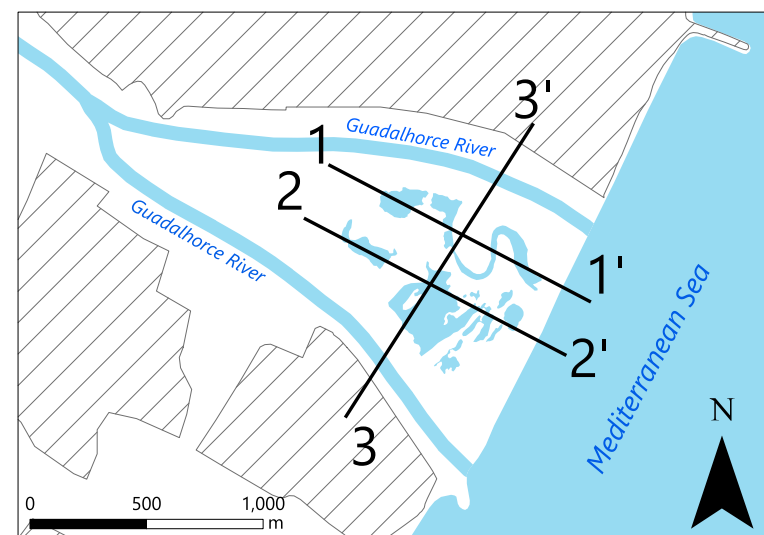 3'
Guadalhorce River
1
2
Guadalhorce River
1'
Mediterranean Sea
2'
3
N
0 500 1,000
m